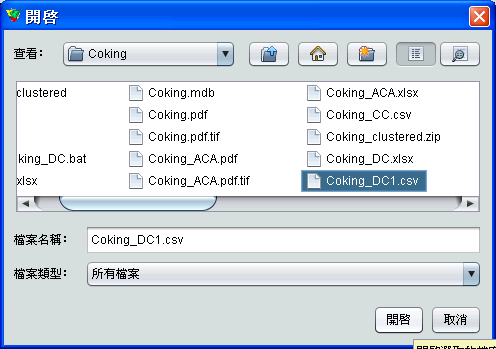 開啓
查看： Coking
clustered Coking.mdb Coking_ACA.xlsx
Coking.pdf Coking_CC.csv
Coking.pdf.tif Coking_clustered.zip
king_DC.bat Coking_ACA.pdf Coking_DC.xlsx
xlsx Coking_ACA.pdf.tif Coking_DC1.csv
檔案名稱： Coking_DC1.csv
檔案類型： 所有檔案
開啓 取消